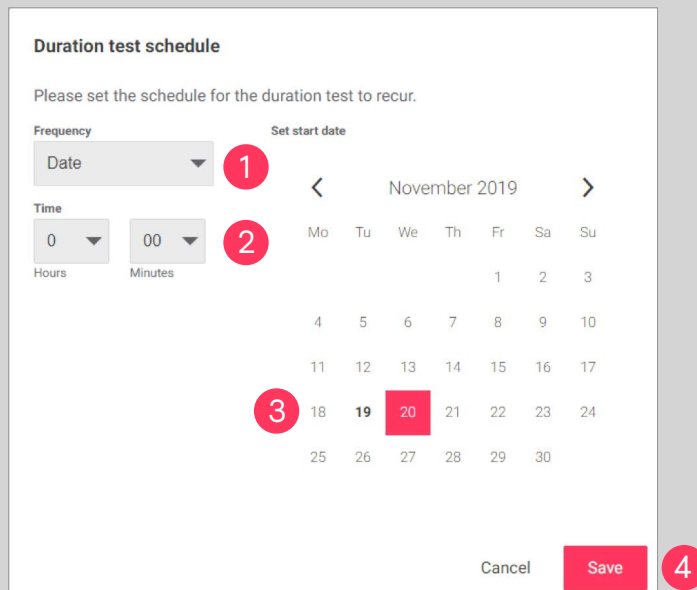 Duration test schedule
Please set the schedule for the duration test to recur.
Frequency
Set start date
Date
1
November 2019
Time
0 00
2
Hours Minutes
Mo Tu We Th Fr Sa Su
1 2 3
4 5 6 7 8 9 10
11 12 13 14 15 16 17
3
18 19 20 21 22 23 24
25 26 27 28 29 30
Cancel Save
4